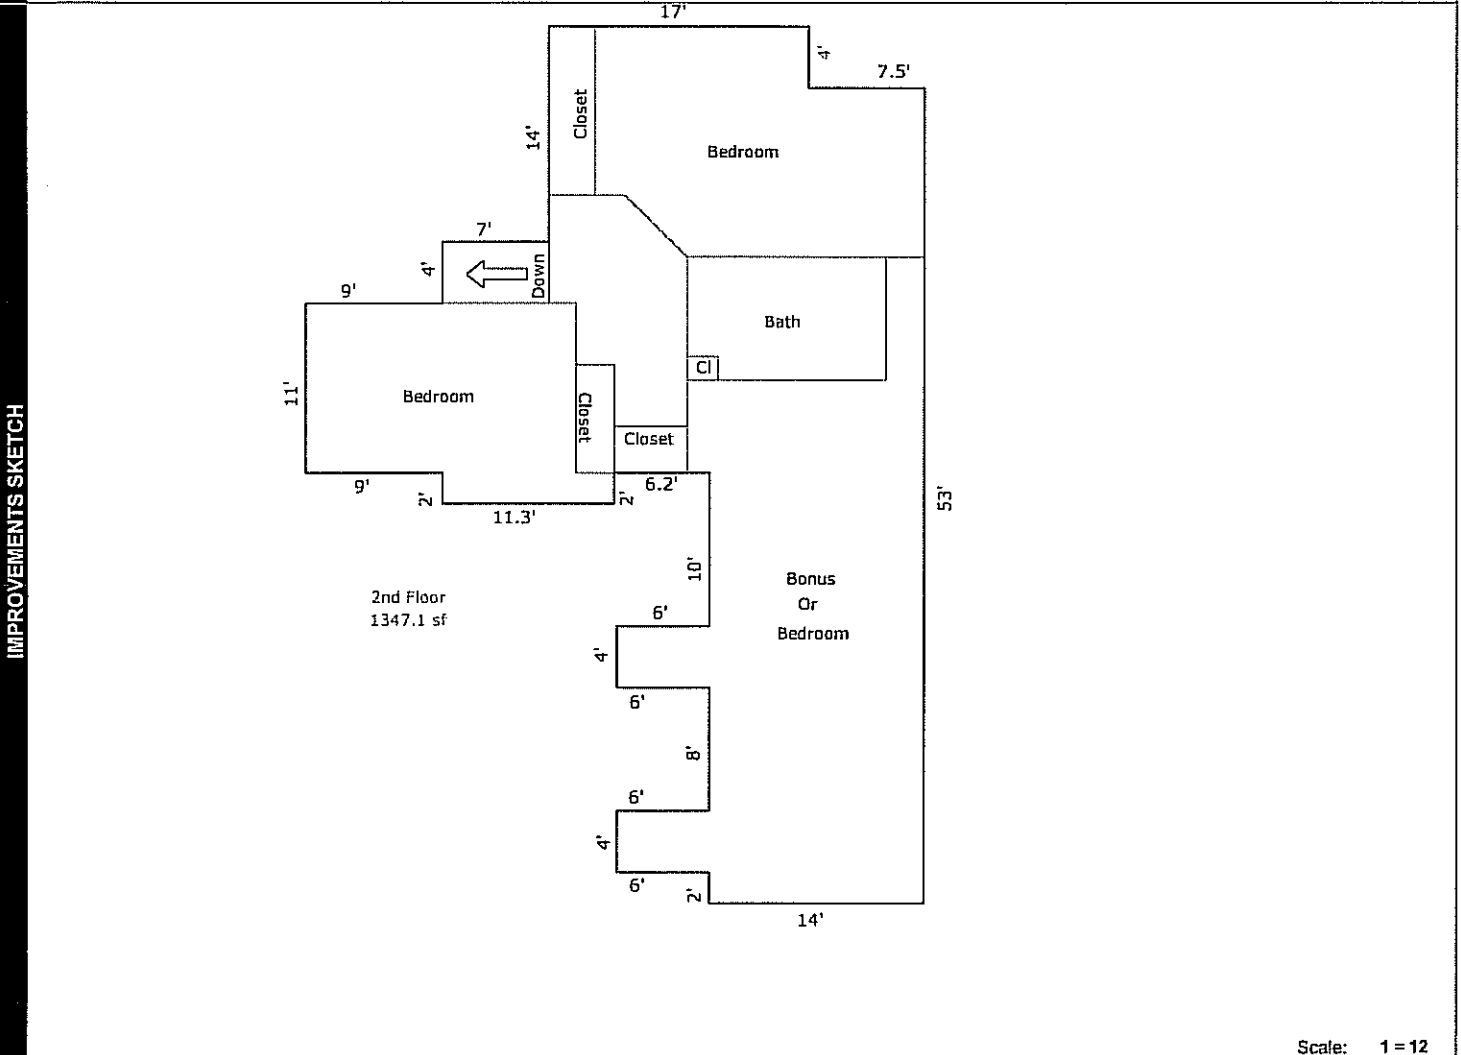 17'
4'
7.5'
Closet
14'
Bedroom
7'
4'
Down
9'
Bath
11'
Cl
Bedroom
Closet
Closet
9'
2'
2'
6.2'
11.3'
53'
10'
Bonus
Or
Bedroom
2nd Floor
1347.1 sf
6'
4'
6'
8'
6'
4'
6'
2'
14'
IMPROVEMENTS SKETCH
Scale: 1 = 12